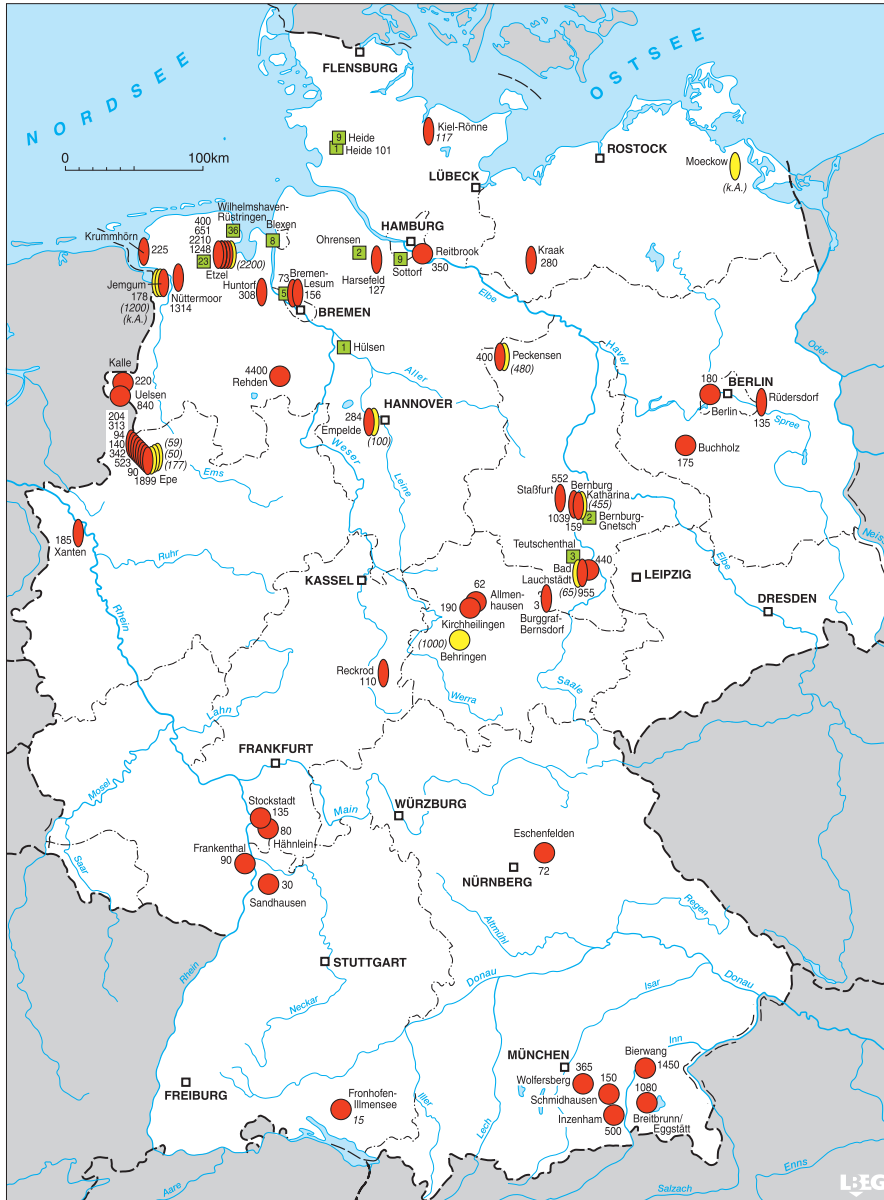 NORDSEE
OSTSEE
FLENSBURG
9 Heide
1 Heide 101
Kiel-Rönne
117
ROSTOCK
Moeckow
(k.A.)
LÜBECK
0 100km
Wilhelmshaven-
Rüstringen
36
400
651
2210
1248
23
Etzel
(2200)
Blexen
8
Krummhörn
225
Jemgum
178
(1200)
(k.A.)
Nüttermoor
1314
Huntorf
308
73
5
Bremen-
Lesum
156
BREMEN
Ohrensen
2
Harsefeld
127
HAMBURG
9
Sottorf
Reitbrook
350
Kraak
280
Elbe
Havel
Oder
1 Hülsen
Aller
400
Peckensen
(480)
4400
Rehden
Kalle
220
Uelsen
840
204
313
94
140
342
523
90
1899
(59)
(50)
(177)
Epe
Ems
284
Empelde
(100)
HANNOVER
Weser
Leine
180
Berlin
BERLIN
Rüdersdorf
135
Spree
Buchholz
175
552
Staßfurt
1039
Bernburg
Katharina
(455)
159
2
Bernburg-
Gnetsch
Teutschenthal
3
Bad
Lauchstädt
(65)
955
440
LEIPZIG
Elbe
Neis
DRESDEN
185
Xanten
Ruhr
Rhein
KASSEL
62
Allmen-
hausen
190
Kirchheilingen
(1000)
Behringen
3
Burggraf-
Bernsdorf
Saale
Werra
Reckrod
110
Lahn
Mosel
FRANKFURT
Main
WÜRZBURG
Stockstadt
135
80
Hähnlein
Frankenthal
90
30
Sandhausen
Saar
Eschenfelden
72
NÜRNBERG
Altmühl
Regen
STUTTGART
Rhein
Neckar
Donau
Donau
Isar
Inn
MÜNCHEN
365
Wolfersberg
150
Schmidhausen
Inzenham
500
Bierwang
1450
1080
Breitbrunn/
Eggstätt
FREIBURG
Fronhofen-
Illmensee
15
Iller
Lech
Aare
Salzach
Enns
LBEG